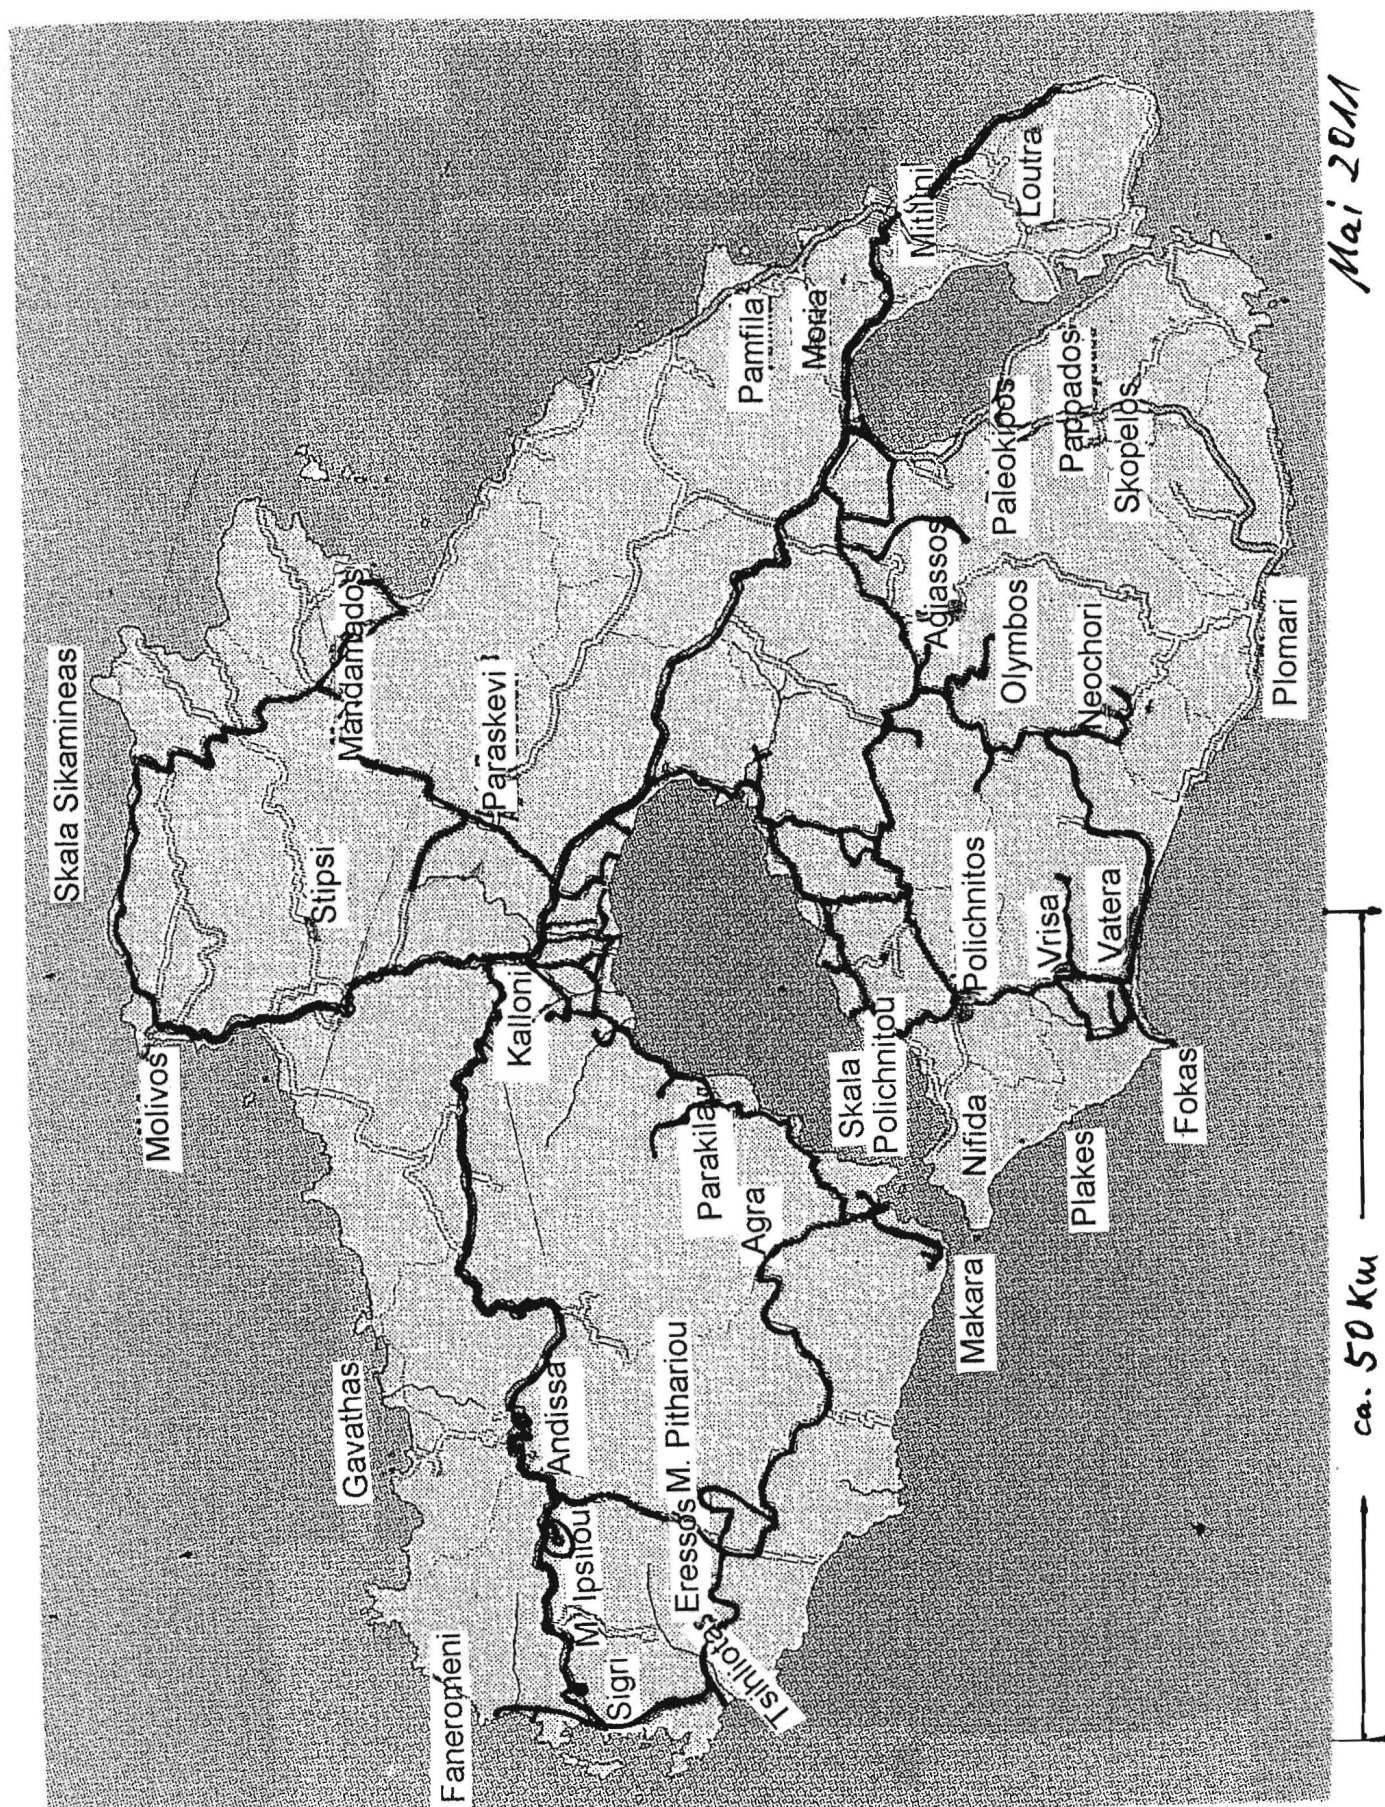 Skala Sikamineas
Molivos
Stipsi
Mandamados
Gavathas
Faneromeni
Paraskevi
Kalloni
Andissa
M. Ipsilou
Sigri
Pamfila
Moria
Mitilini
Loutra
Parakila
Agra
M. Pithariou
Eressos
Tsihliota
Skala
Polichnitou
Polichnitos
Nifida
Makara
Vrisa
Vatera
Plakes
Fokas
Agiassos
Olymbos
Neochori
Paleokipos
Pappados
Skopelos
Plomari
Mai 2011
ca. 50 Km